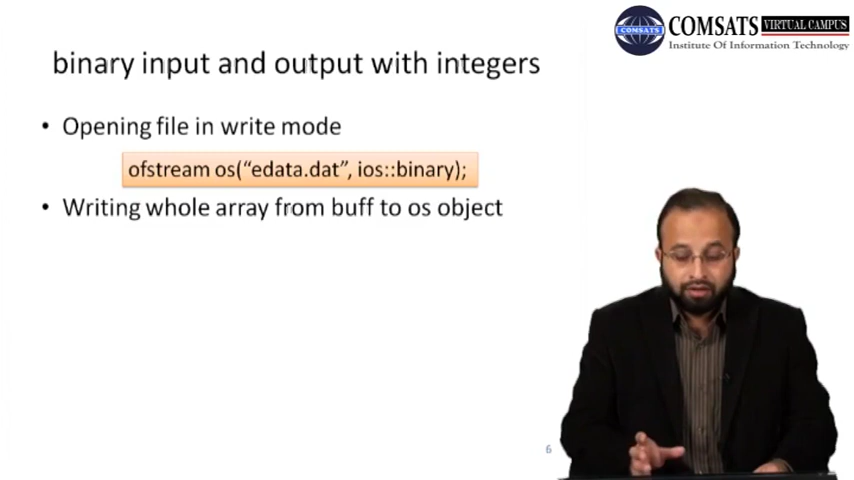 COMSATS
COMSATS VIRTUAL CAMPUS
Institute Of Information Technology
binary input and output with integers
• Opening file in write mode
ofstream os(“edata.dat”, ios::binary);
• Writing whole array from buff to os object
6